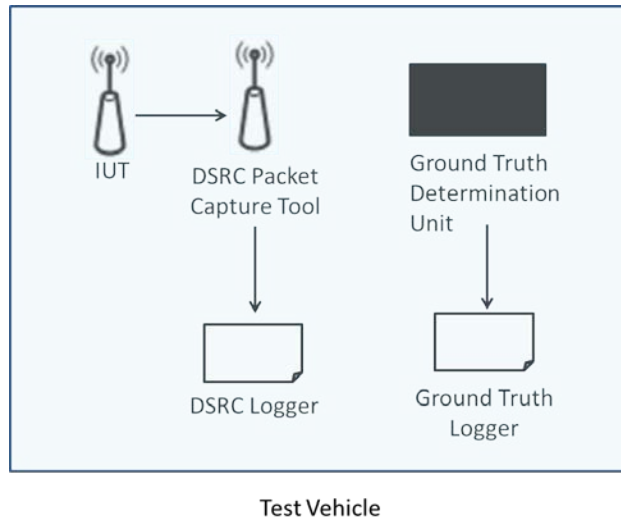 IUT
DSRC Packet
Capture Tool
Ground Truth
Determination
Unit
DSRC Logger
Ground Truth
Logger
Test Vehicle